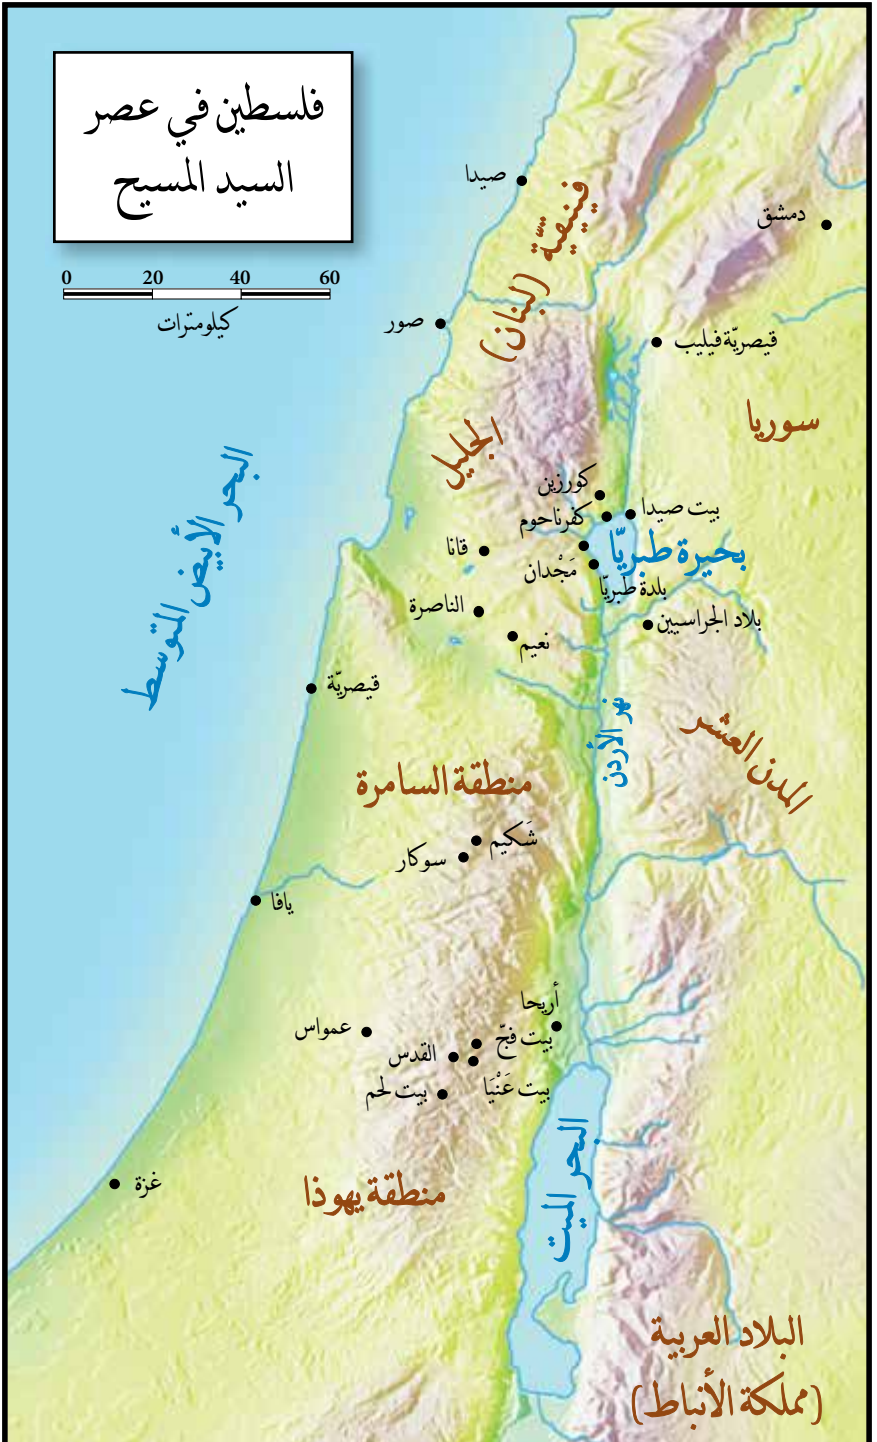 فلسطين في عصر
السيد المسيح
0 20 40 60
كيلومترات
صيدا
دمشق
فينيقيّة (لبنان)
صور
قيصريّة فيليب
سوريا
الجليل
البحر الأبيض المتوسط
كورزين
بيت صيدا
كفرناحوم
بحيرة طبريّا
قانا
مَجْدان
بلدة طبريّا
الناصرة
بلاد الجراسيين
نعيم
قيصريّة
نهر الأردن
المدن العشر
منطقة السامرة
شَكيم
سوكار
يافا
أريحا
عمواس
بيت فجّ
القدس
بيت عَنْيَا
بيت لحم
البحر الميت
غزة
منطقة يهوذا
البلاد العربية
(مملكة الأنباط)